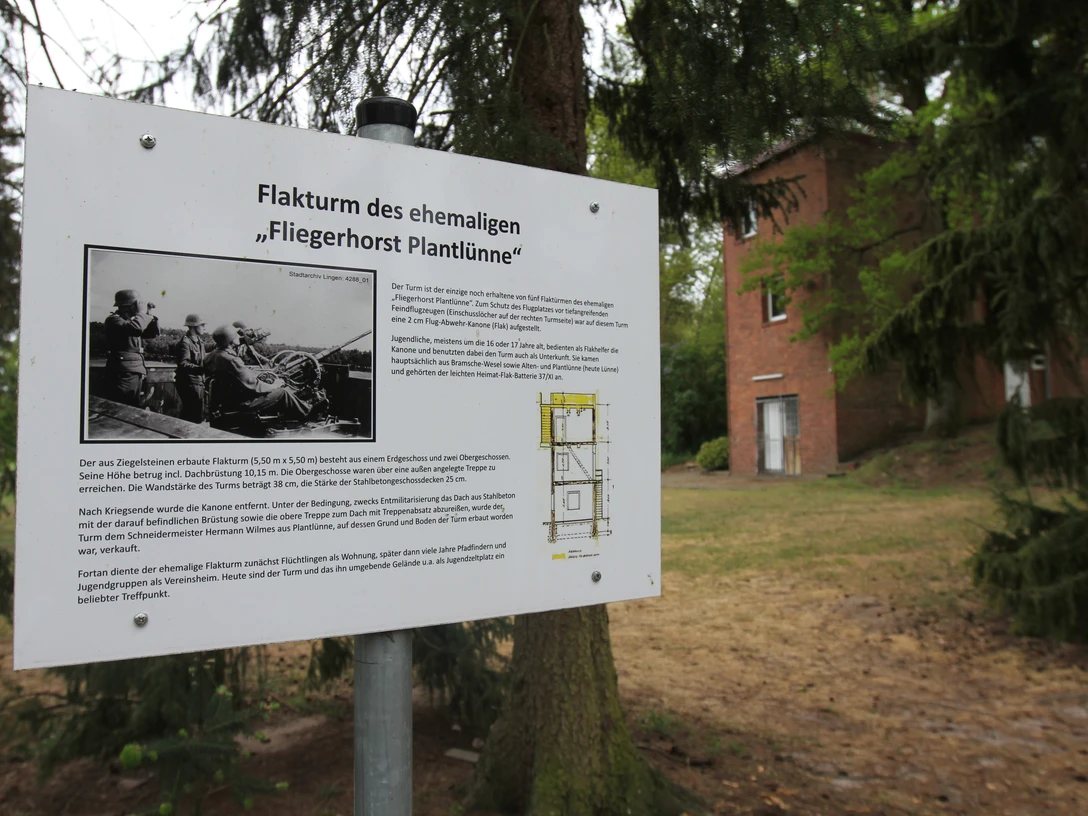 Flakturm des ehemaligen
„Fliegerhorst Plantlünne“
Stadtarchiv Lingen: 4288_01
Der Turm ist der einzige noch erhaltene von fünf Flaktürmen des ehemaligen
„Fliegerhorst Plantlünne“. Zum Schutz des Flugplatzes vor tiefangreifenden
Feindflugzeugen (Einschusslöcher auf der rechten Turmseite) war auf diesem Turm
eine 2 cm Flug-Abwehr-Kanone (Flak) aufgestellt.
Jugendliche, meistens um die 16 oder 17 Jahre alt, bedienten als Flakhelfer die
Kanone und benutzten dabei den Turm auch als Unterkunft. Sie kamen
hauptsächlich aus Bramsche-Wesel sowie Alten- und Plantlünne (heute Lünne)
und gehörten der leichten Heimat-Flak-Batterie 37/XI an.
Der aus Ziegelsteinen erbaute Flakturm (5,50 m x 5,50 m) besteht aus einem Erdgeschoss und zwei Obergeschossen.
Seine Höhe betrug incl. Dachbrüstung 10,15 m. Die Obergeschosse waren über eine außen angelegte Treppe zu
erreichen. Die Wandstärke des Turms beträgt 38 cm, die Stärke der Stahlbetongeschossdecken 25 cm.
Nach Kriegsende wurde die Kanone entfernt. Unter der Bedingung, zwecks Entmilitarisierung das Dach aus Stahlbeton
mit der darauf befindlichen Brüstung sowie die obere Treppe zum Dach mit Treppenabsatz abzureißen, wurde der
Turm dem Schneidermeister Hermann Wilmes aus Plantlünne, auf dessen Grund und Boden der Turm erbaut worden
war, verkauft.
Fortan diente der ehemalige Flakturm zunächst Flüchtlingen als Wohnung, später dann viele Jahre Pfadfindern und
Jugendgruppen als Vereinsheim. Heute sind der Turm und das ihn umgebende Gelände u.a. als Jugendzeltplatz ein
beliebter Treffpunkt.